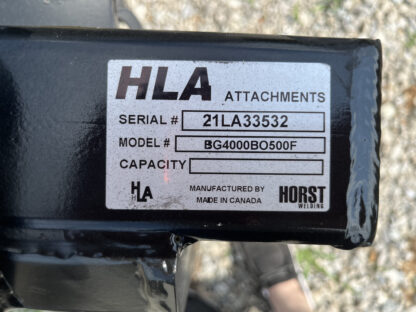 HLA ATTACHMENTS
SERIAL # 21LA33532
MODEL # BG4000BO500F
CAPACITY
HLA MANUFACTURED BY HORST
MADE IN CANADA WELDING